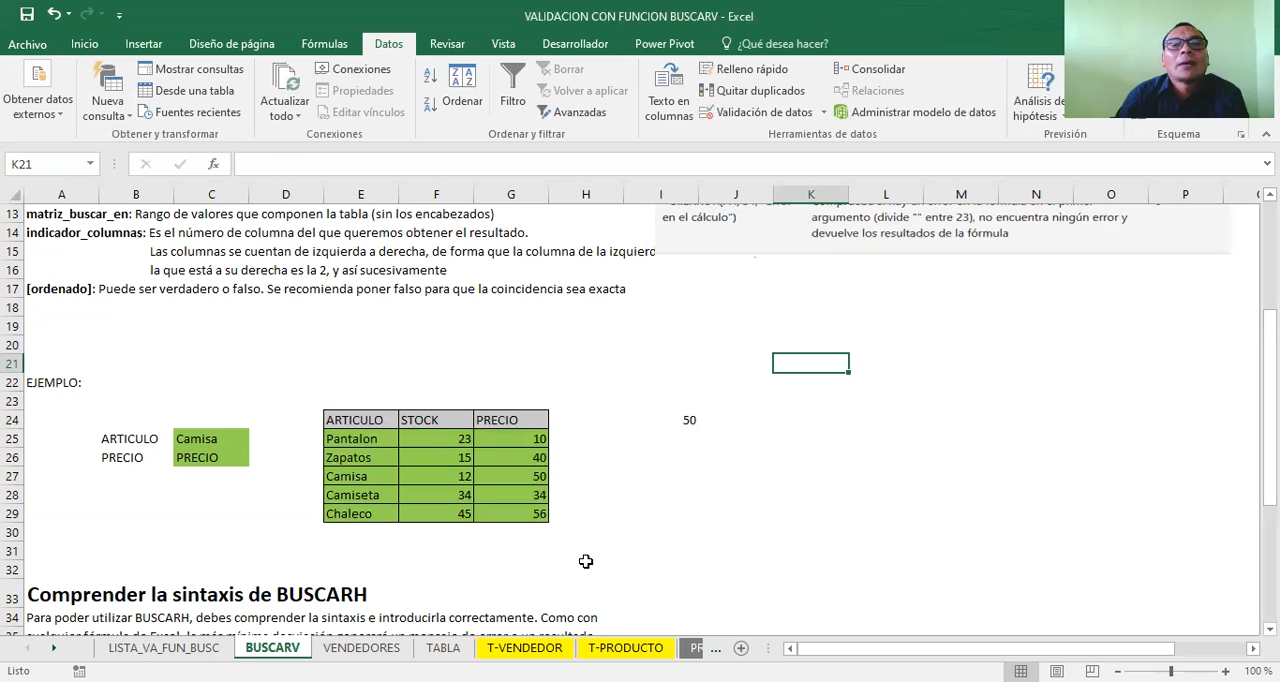 VALIDACION CON FUNCION BUSCARV - Excel
Archivo Inicio Insertar Diseño de página Fórmulas Datos Revisar Vista Desarrollador Power Pivot ¿Qué desea hacer?
Obtener datos externos
Nueva consulta
Mostrar consultas
Desde una tabla
Fuentes recientes
Obtener y transformar
Actualizar todo
Conexiones
Propiedades
Editar vínculos
Conexiones
Ordenar
Filtro
Borrar
Volver a aplicar
Avanzadas
Ordenar y filtrar
Texto en columnas
Relleno rápido
Quitar duplicados
Validación de datos
Consolidar
Relaciones
Administrar modelo de datos
Herramientas de datos
Análisis de hipótesis
Previsión
Esquema
K21 fx
A B C D E F G H I J K L M N O P
13 matriz_buscar_en: Rango de valores que componen la tabla (sin los encabezados)
en el cálculo") argumento (divide "" entre 23), no encuentra ningún error y
devuelve los resultados de la fórmula
14 indicador_columnas: Es el número de columna del que queremos obtener el resultado.
15 Las columnas se cuentan de izquierda a derecha, de forma que la columna de la izquierd
16 la que está a su derecha es la 2, y así sucesivamente
17 [ordenado]: Puede ser verdadero o falso. Se recomienda poner falso para que la coincidencia sea exacta
18
19
20
21
22 EJEMPLO:
23
24 ARTICULO STOCK PRECIO 50
25 ARTICULO Camisa Pantalon 23 10
26 PRECIO PRECIO Zapatos 15 40
27 Camisa 12 50
28 Camiseta 34 34
29 Chaleco 45 56
30
31
32
33 Comprender la sintaxis de BUSCARH
34 Para poder utilizar BUSCARH, debes comprender la sintaxis e introducirla correctamente. Como con
LISTA_VA_FUN_BUSC BUSCARV VENDEDORES TABLA T-VENDEDOR T-PRODUCTO PR ...
Listo 100 %